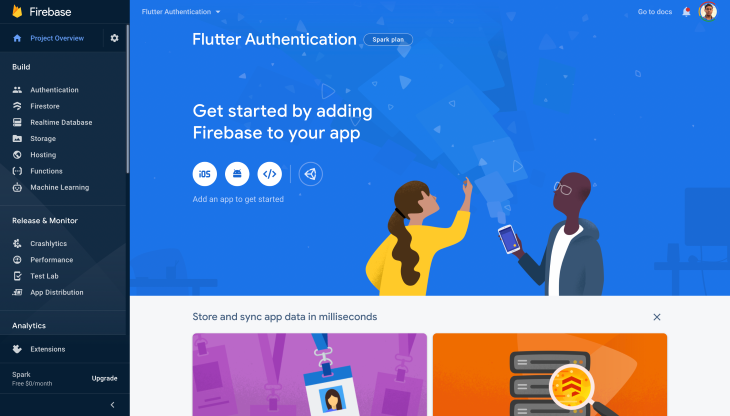 Firebase
Project Overview
Build
Authentication
Firestore
Realtime Database
Storage
Hosting
Functions
Machine Learning
Release & Monitor
Crashlytics
Performance
Test Lab
App Distribution
Analytics
Extensions
Spark
Free $0/month
Upgrade
Flutter Authentication
Go to docs
Flutter Authentication
Spark plan
Get started by adding
Firebase to your app
iOS
Add an app to get started
Store and sync app data in milliseconds